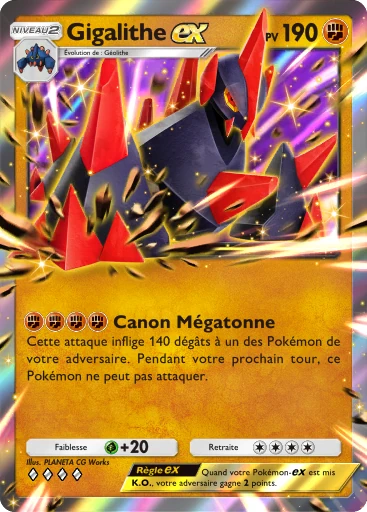 NIVEAU2 Gigalithe ex PV 190
Évolution de : Géolithe
Canon Mégatonne
Cette attaque inflige 140 dégâts à un des Pokémon de
votre adversaire. Pendant votre prochain tour, ce
Pokémon ne peut pas attaquer.
Faiblesse +20 Retraite
Illus. PLANETA CG Works
Règle ex Quand votre Pokémon-ex est mis
K.O., votre adversaire gagne 2 points.